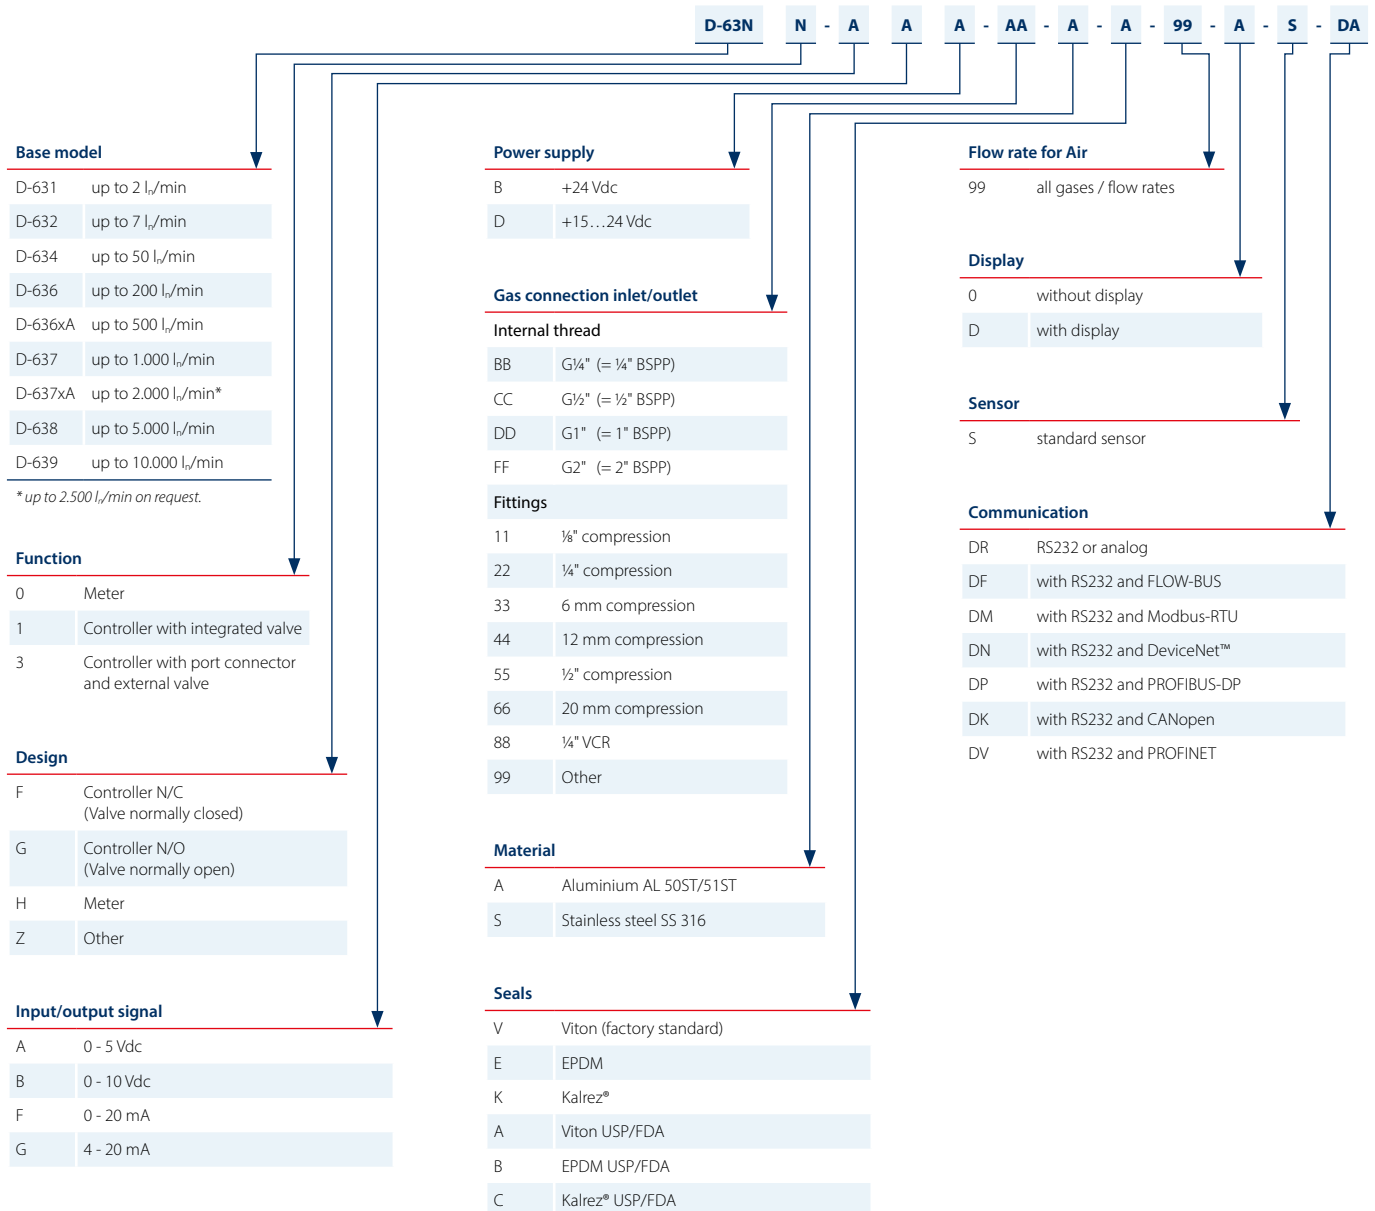 D-63N N - A A A - AA - A - A - 99 - A - S - DA
Base model
D-631 up to 2 lₙ/min
D-632 up to 7 lₙ/min
D-634 up to 50 lₙ/min
D-636 up to 200 lₙ/min
D-636xA up to 500 lₙ/min
D-637 up to 1.000 lₙ/min
D-637xA up to 2.000 lₙ/min*
D-638 up to 5.000 lₙ/min
D-639 up to 10.000 lₙ/min
* up to 2.500 lₙ/min on request.
Function
0 Meter
1 Controller with integrated valve
3 Controller with port connector
and external valve
Design
F Controller N/C
(Valve normally closed)
G Controller N/O
(Valve normally open)
H Meter
Z Other
Input/output signal
A 0 - 5 Vdc
B 0 - 10 Vdc
F 0 - 20 mA
G 4 - 20 mA
Power supply
B +24 Vdc
D +15…24 Vdc
Gas connection inlet/outlet
Internal thread
BB G¼" (= ¼" BSPP)
CC G½" (= ½" BSPP)
DD G1" (= 1" BSPP)
FF G2" (= 2" BSPP)
Fittings
11 ⅛" compression
22 ¼" compression
33 6 mm compression
44 12 mm compression
55 ½" compression
66 20 mm compression
88 ¼" VCR
99 Other
Material
A Aluminium AL 50ST/51ST
S Stainless steel SS 316
Seals
V Viton (factory standard)
E EPDM
K Kalrez®
A Viton USP/FDA
B EPDM USP/FDA
C Kalrez® USP/FDA
Flow rate for Air
99 all gases / flow rates
Display
0 without display
D with display
Sensor
S standard sensor
Communication
DR RS232 or analog
DF with RS232 and FLOW-BUS
DM with RS232 and Modbus-RTU
DN with RS232 and DeviceNet™
DP with RS232 and PROFIBUS-DP
DK with RS232 and CANopen
DV with RS232 and PROFINET